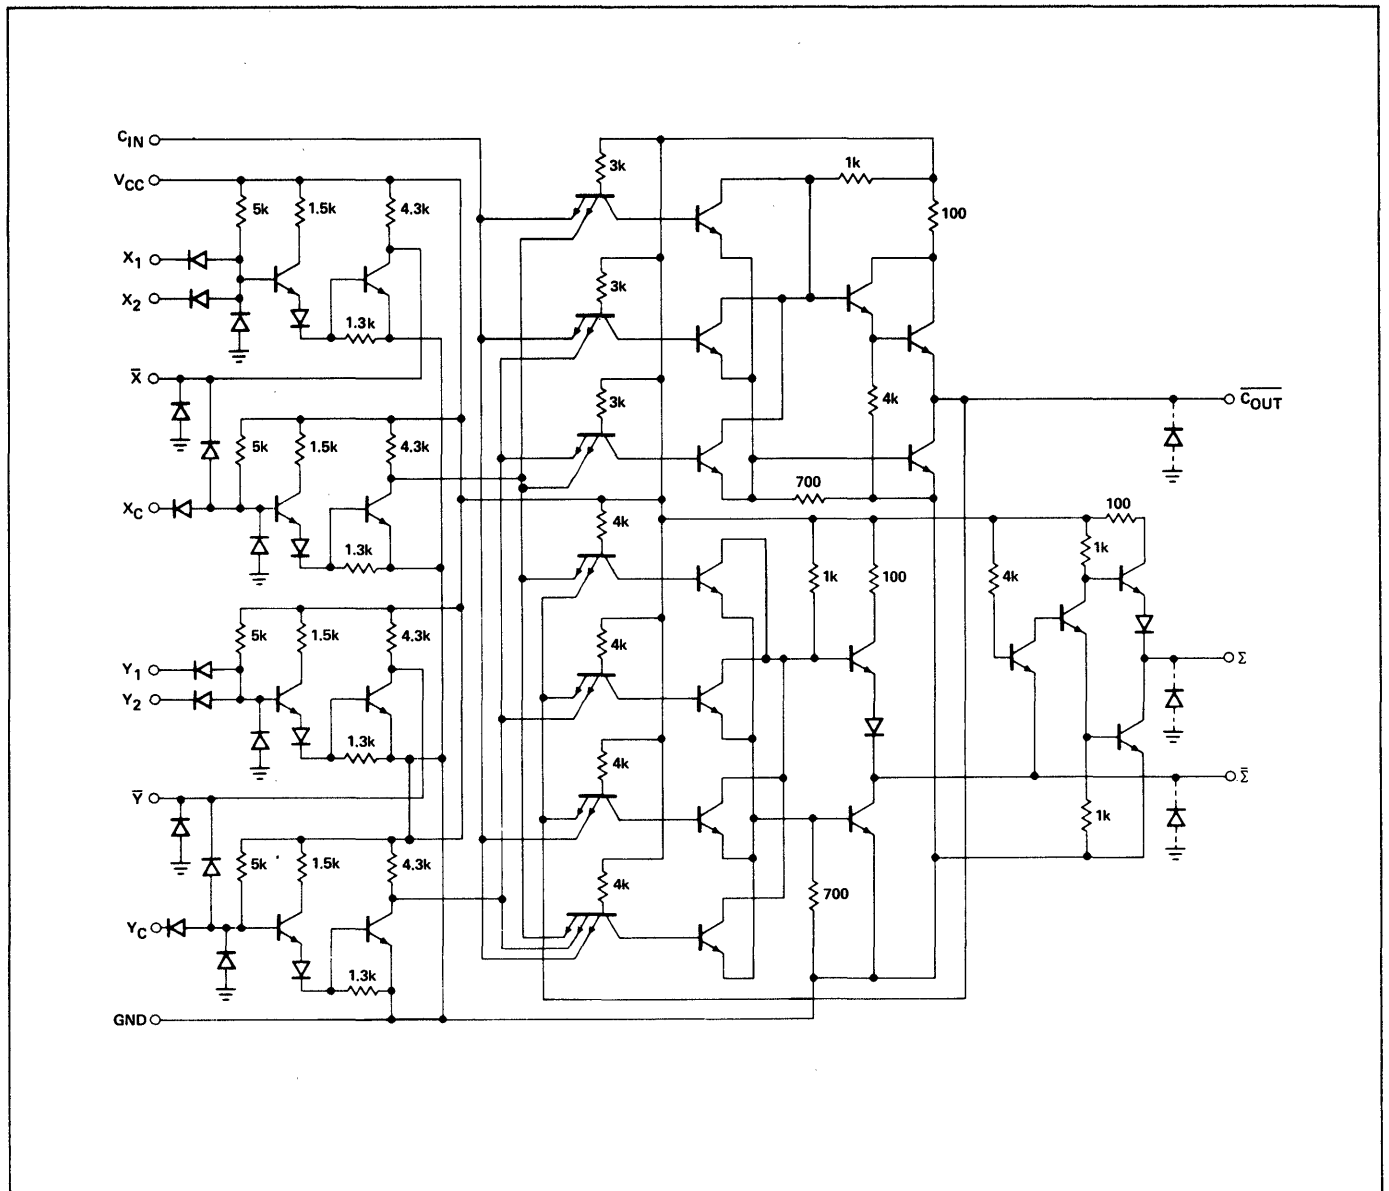 C_IN
3k
1k
V_CC
5k
1.5k
4.3k
100
X_1
X_2
3k
1.3k
X̄
3k
4k
C̅_OUT
5k
1.5k
4.3k
700
X_C
4k
100
1.3k
1k
100
4k
1k
5k
1.5k
4.3k
4k
Y_1
Σ
Y_2
1.3k
4k
Σ̄
Ȳ
1k
5k
1.5k
4.3k
4k
700
Y_C
1.3k
GND